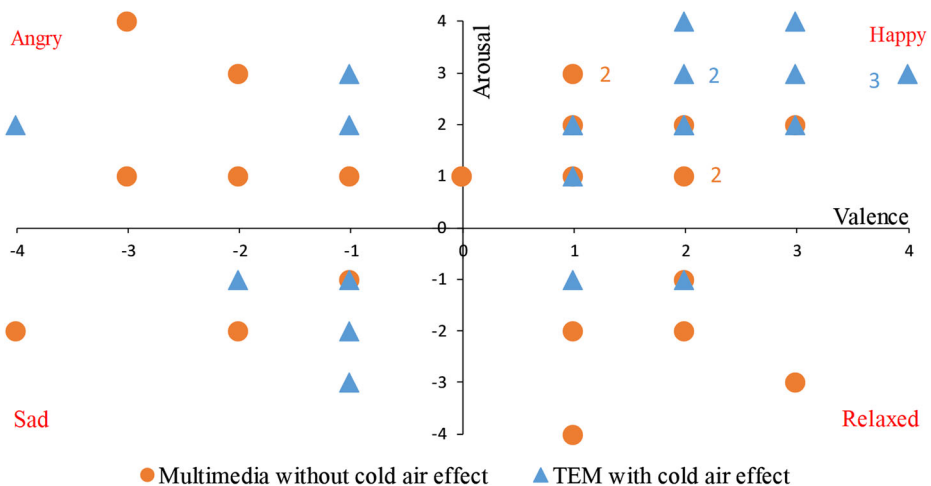 4
Angry
Arousal
Happy
3
2
2
3
2
1
2
0
Valence
-4
-3
-2
-1
0
1
2
3
4
-1
-2
-3
Sad
Relaxed
-4
Multimedia without cold air effect
TEM with cold air effect